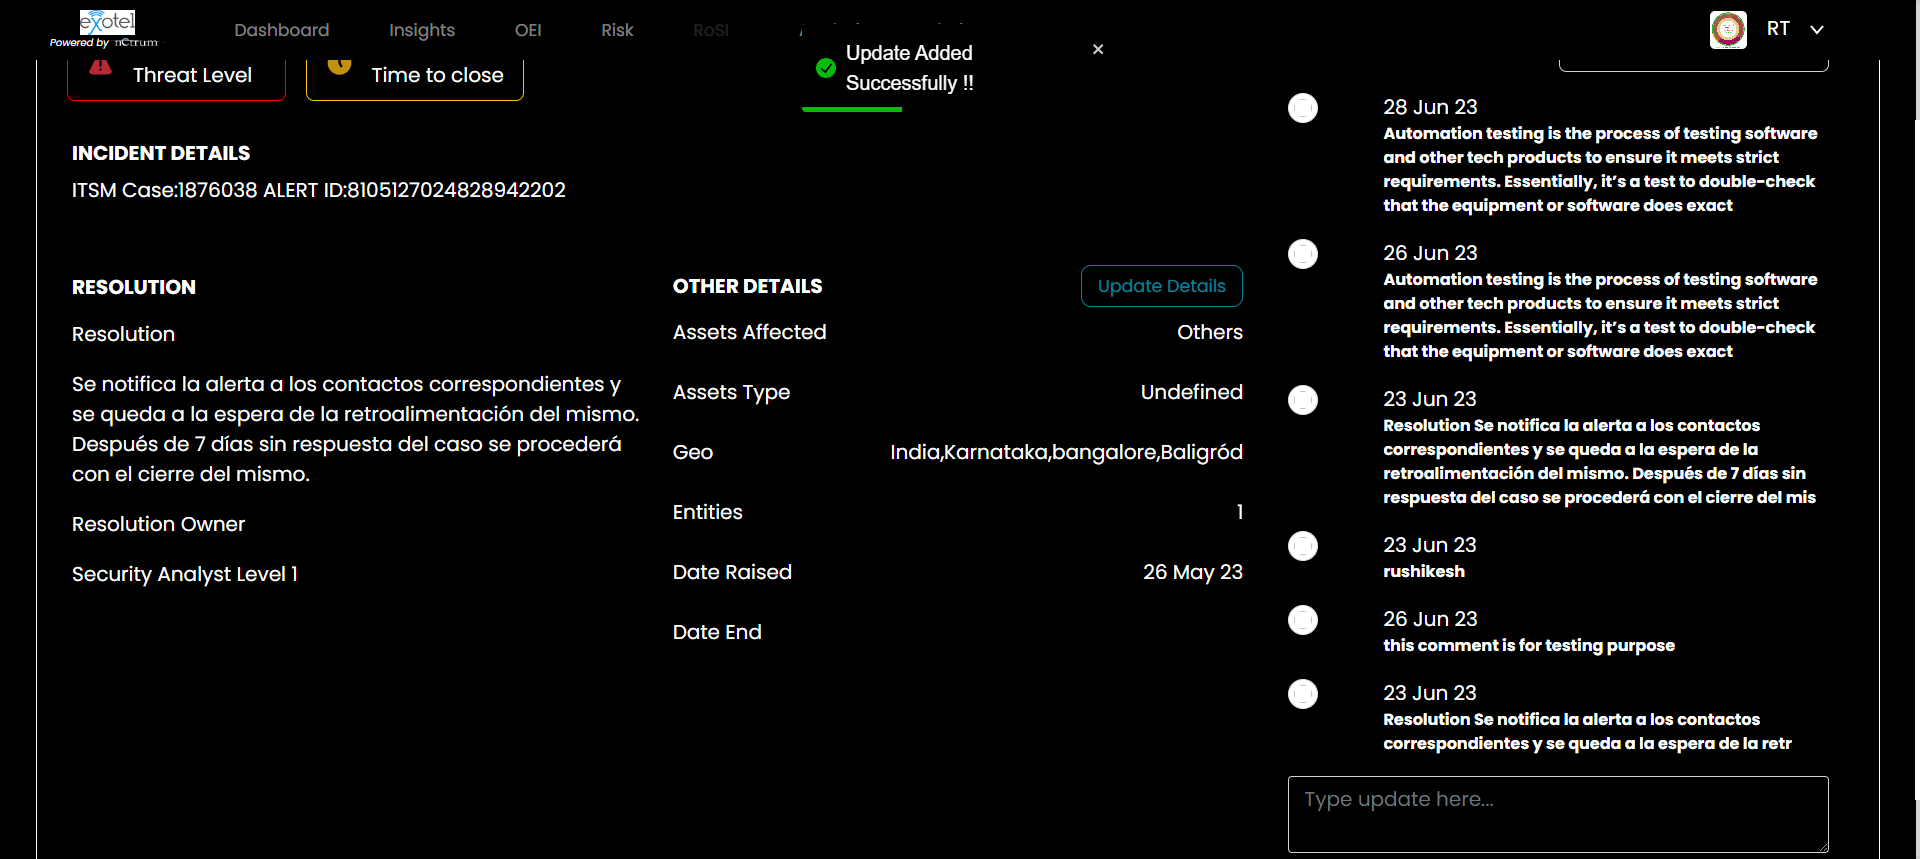 exotel
Powered by
Dashboard
Insights
OEI
Risk
RoSI
RT
Update Added
Successfully !!
×
Threat Level
Time to close
INCIDENT DETAILS
ITSM Case:1876038 ALERT ID:8105127024828942202
RESOLUTION
Resolution
Se notifica la alerta a los contactos correspondientes y
se queda a la espera de la retroalimentación del mismo.
Después de 7 días sin respuesta del caso se procederá
con el cierre del mismo.
Resolution Owner
Security Analyst Level 1
OTHER DETAILS
Update Details
Assets Affected
Others
Assets Type
Undefined
Geo
India,Karnataka,bangalore,Baligród
Entities
1
Date Raised
26 May 23
Date End
28 Jun 23
Automation testing is the process of testing software
and other tech products to ensure it meets strict
requirements. Essentially, it’s a test to double-check
that the equipment or software does exact
26 Jun 23
Automation testing is the process of testing software
and other tech products to ensure it meets strict
requirements. Essentially, it’s a test to double-check
that the equipment or software does exact
23 Jun 23
Resolution Se notifica la alerta a los contactos
correspondientes y se queda a la espera de la
retroalimentación del mismo. Después de 7 días sin
respuesta del caso se procederá con el cierre del mis
23 Jun 23
rushikesh
26 Jun 23
this comment is for testing purpose
23 Jun 23
Resolution Se notifica la alerta a los contactos
correspondientes y se queda a la espera de la retr
Type update here...